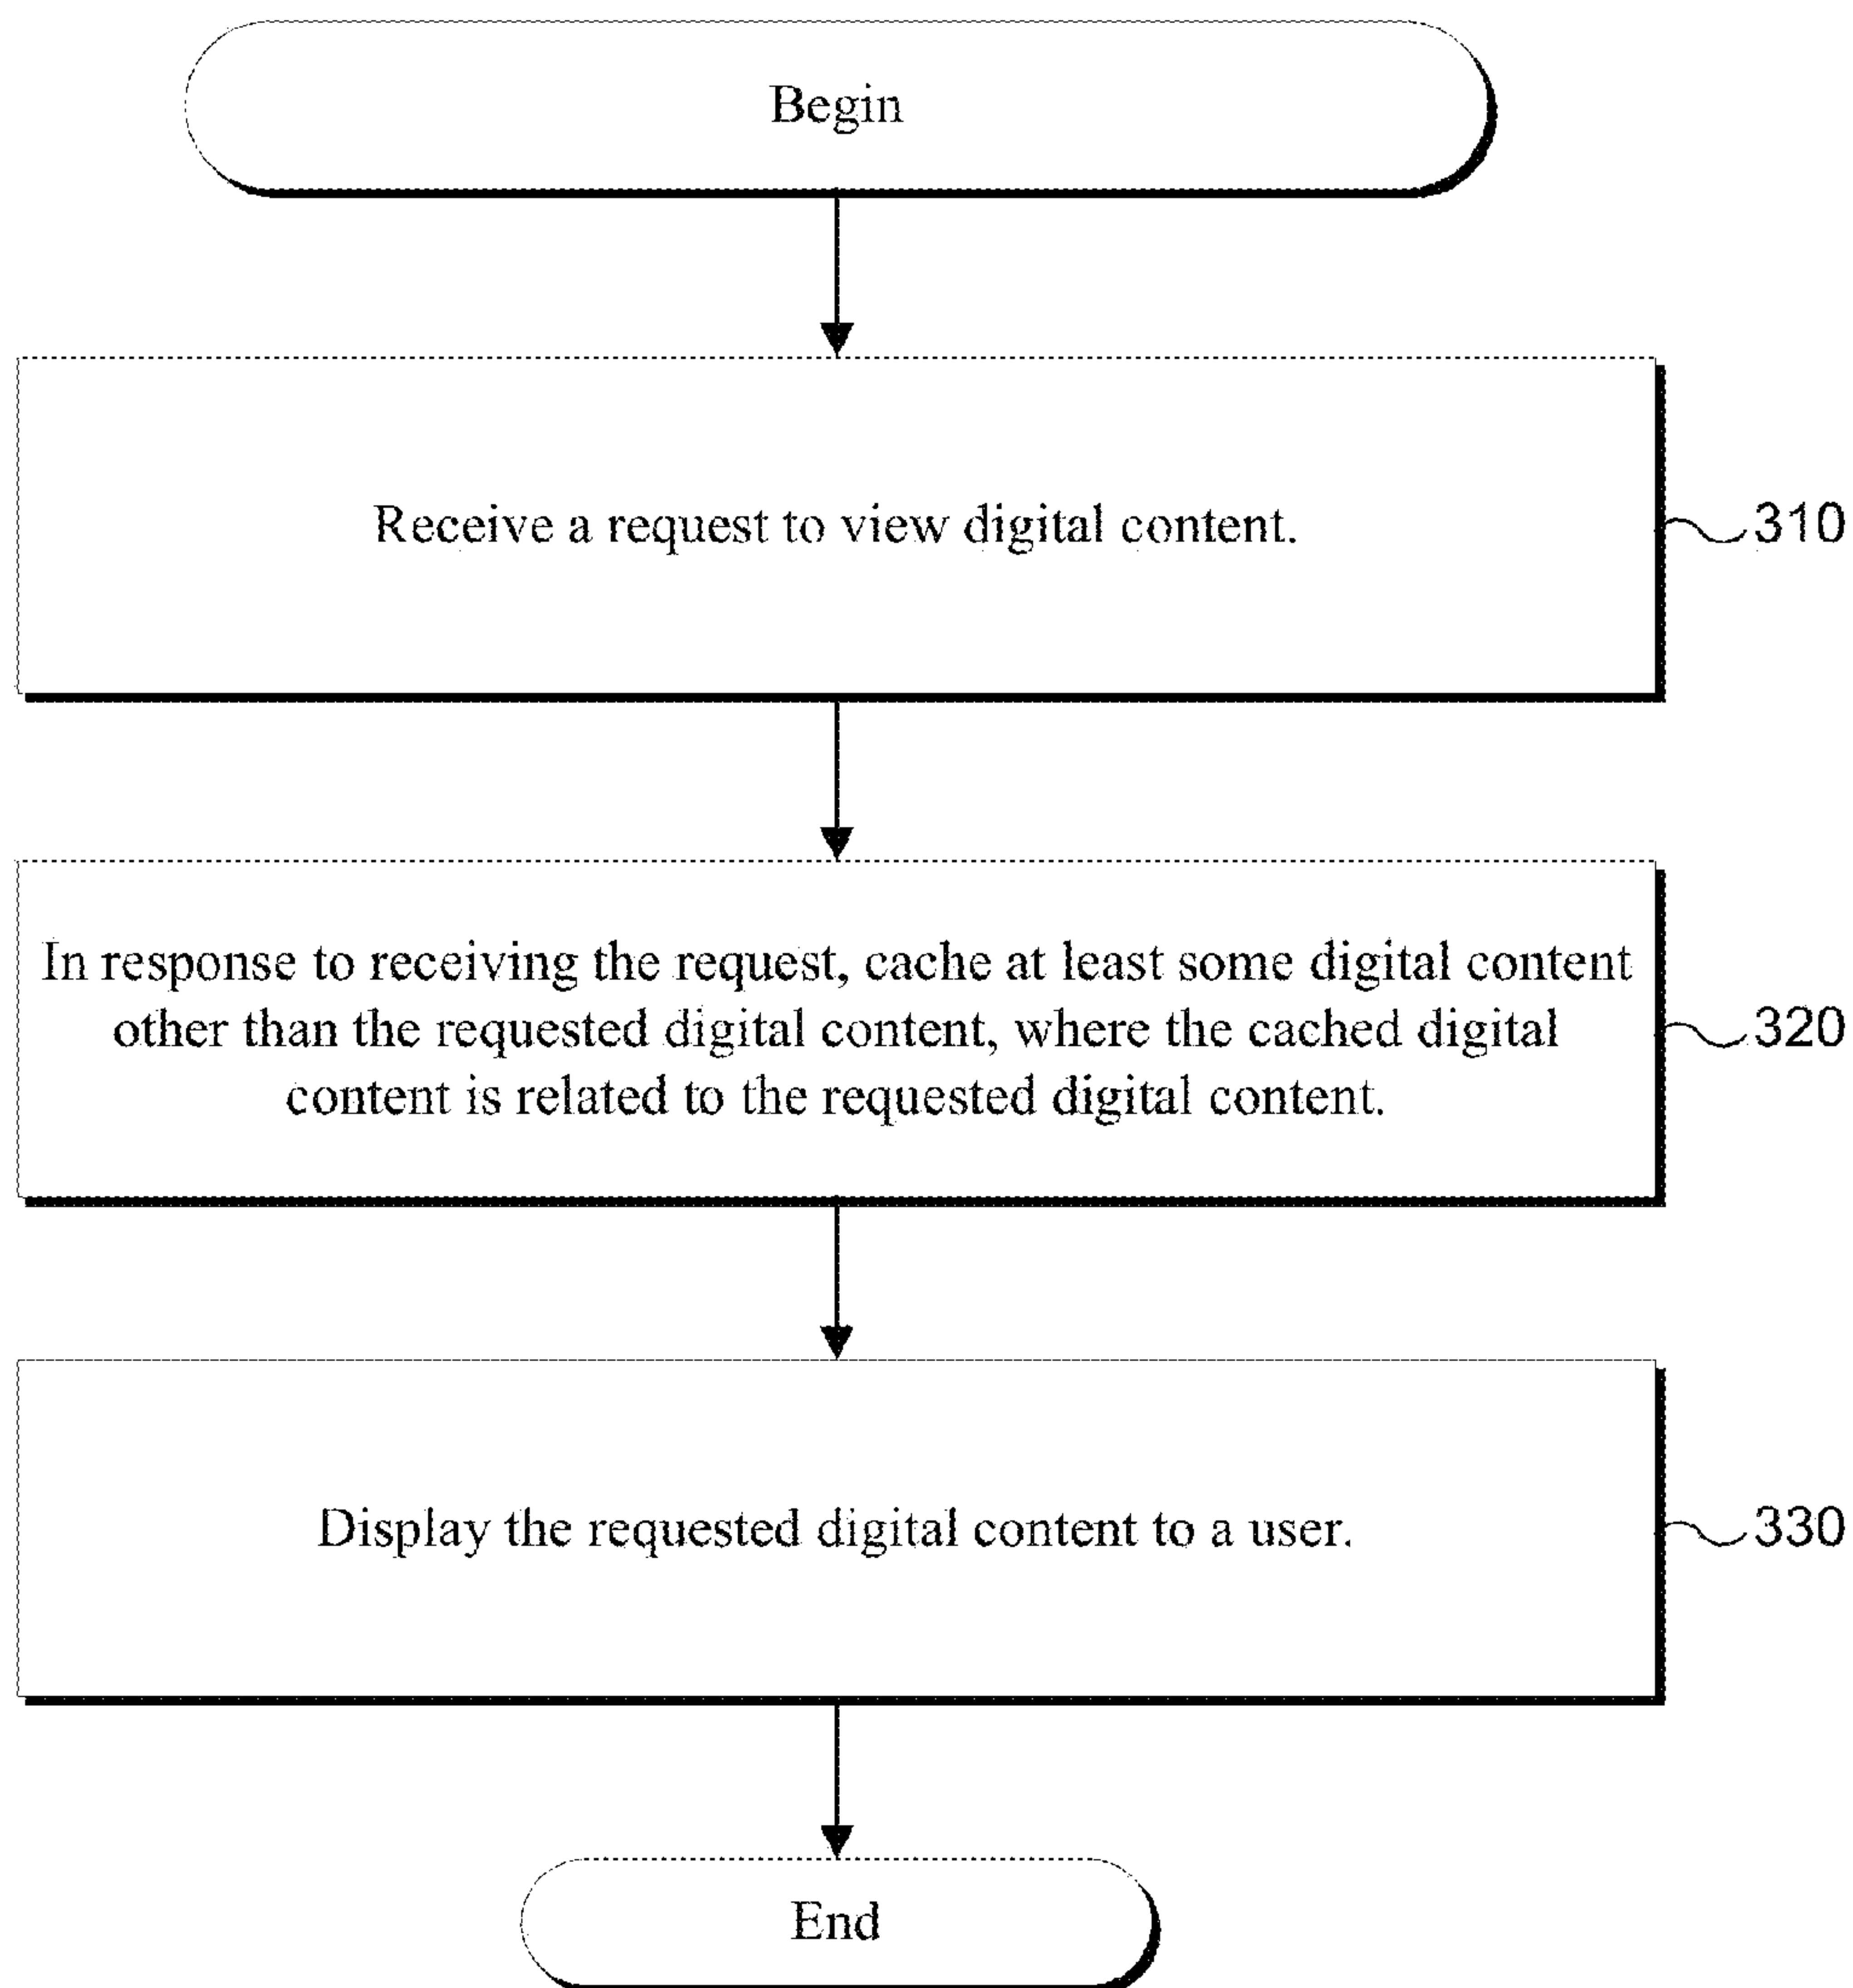 Begin
Receive a request to view digital content.
310
In response to receiving the request, cache at least some digital content
other than the requested digital content, where the cached digital
content is related to the requested digital content.
320
Display the requested digital content to a user.
330
End